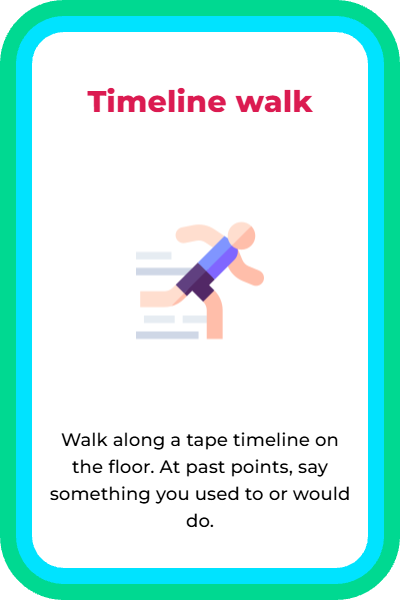 Timeline walk
Walk along a tape timeline on
the floor. At past points, say
something you used to or would
do.